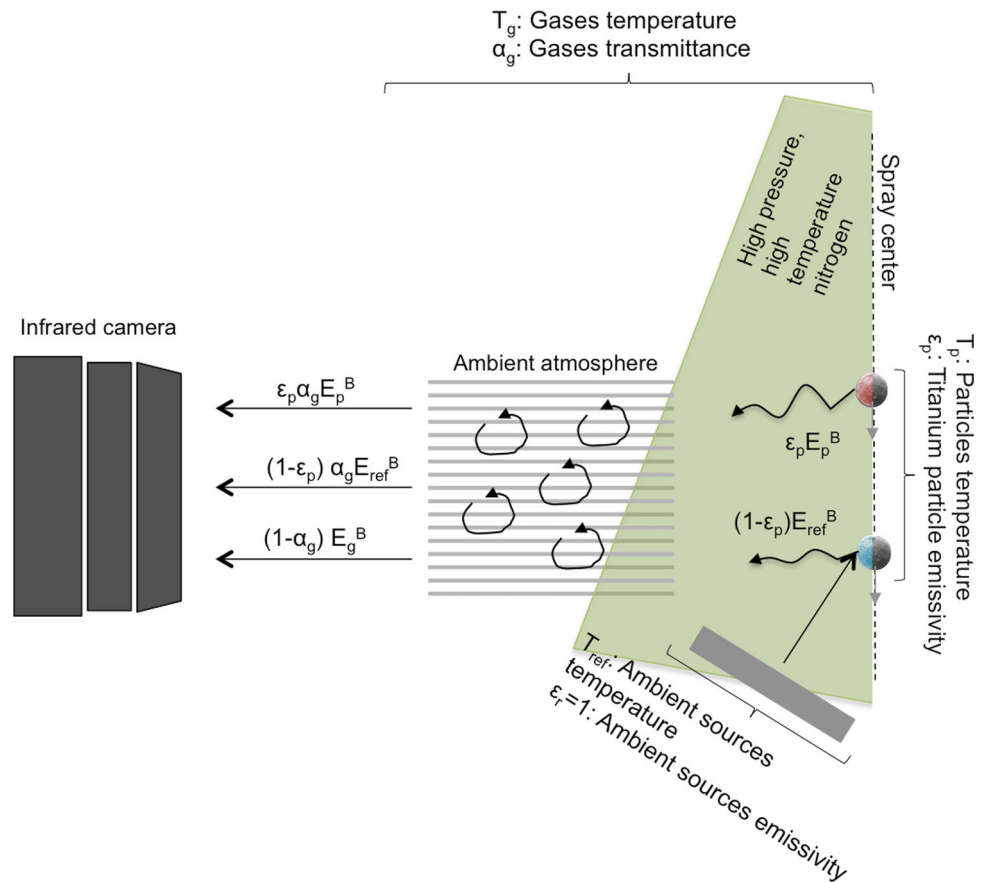 T_g: Gases temperature
α_g: Gases transmittance
High pressure,
high
temperature
nitrogen
Spray center
Infrared camera
Ambient atmosphere
ε_pα_gE_p^B
(1-ε_p) α_gE_ref^B
(1-α_g) E_g^B
ε_pE_p^B
(1-ε_p)E_ref^B
T_p: Particles temperature
ε_p: Titanium particle emissivity
T_ref: Ambient sources
temperature
ε_r=1: Ambient sources emissivity